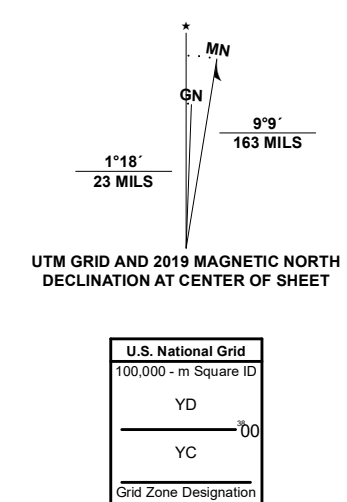 ★
MN
GN
9°9´
163 MILS
1°18´
23 MILS
UTM GRID AND 2019 MAGNETIC NORTH
DECLINATION AT CENTER OF SHEET
U.S. National Grid
100,000 - m Square ID
YD
³⁸00
YC
Grid Zone Designation